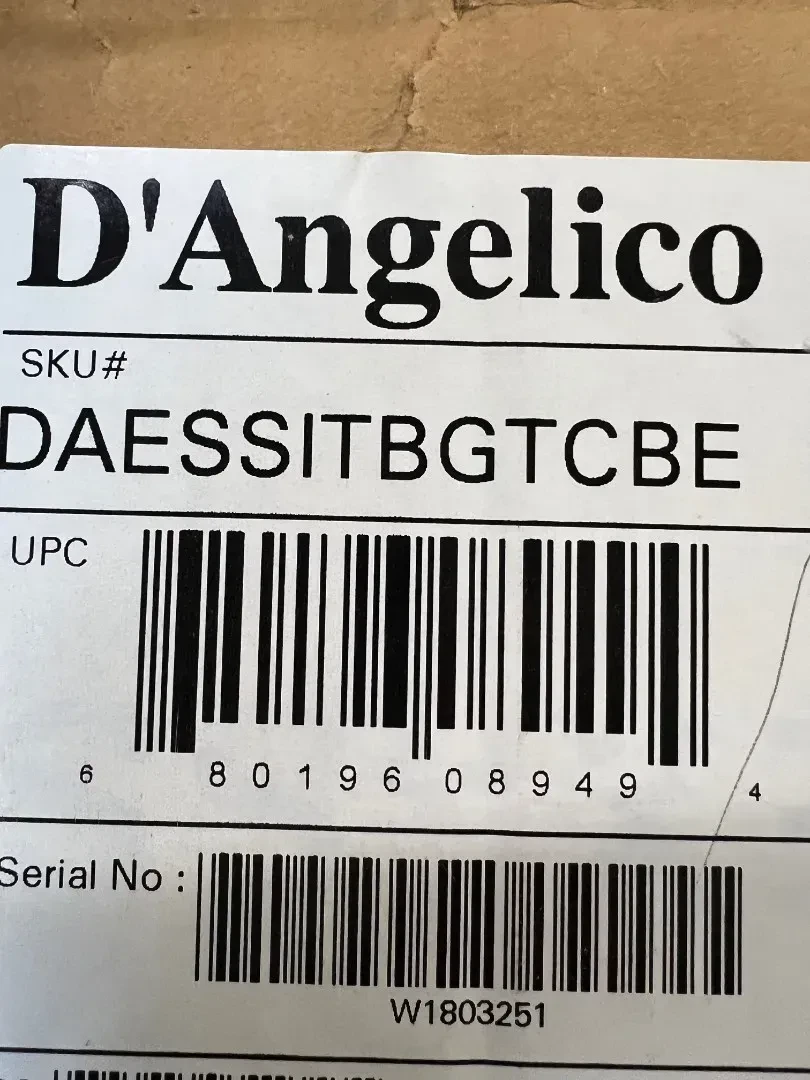 D'Angelico
SKU#
DAESSITBGTCBE
UPC
6 80196 08949 4
Serial No :
W1803251